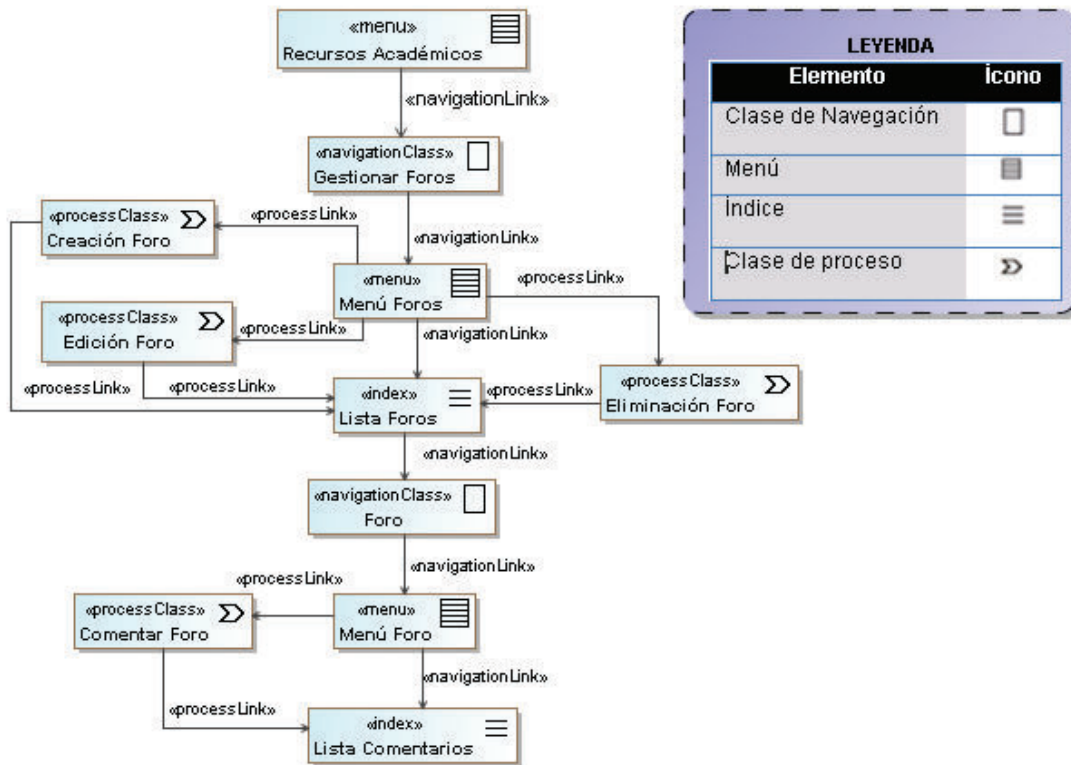 «menu»
Recursos Académicos
«navigationLink»
«navigationClass»
Gestionar Foros
«processClass»
Creación Foro
«processLink»
«navigationLink»
«menu»
Menú Foros
«processLink»
«processClass»
Edición Foro
«processLink»
«navigationLink»
«processLink»
«processLink»
«index»
Lista Foros
«processLink»
«processClass»
Eliminación Foro
«navigationLink»
«navigationClass»
Foro
«navigationLink»
«processLink»
«processClass»
Comentar Foro
«menu»
Menú Foro
«navigationLink»
«processLink»
«index»
Lista Comentarios
LEYENDA
Elemento Ícono
Clase de Navegación
Menú
Índice
Clase de proceso